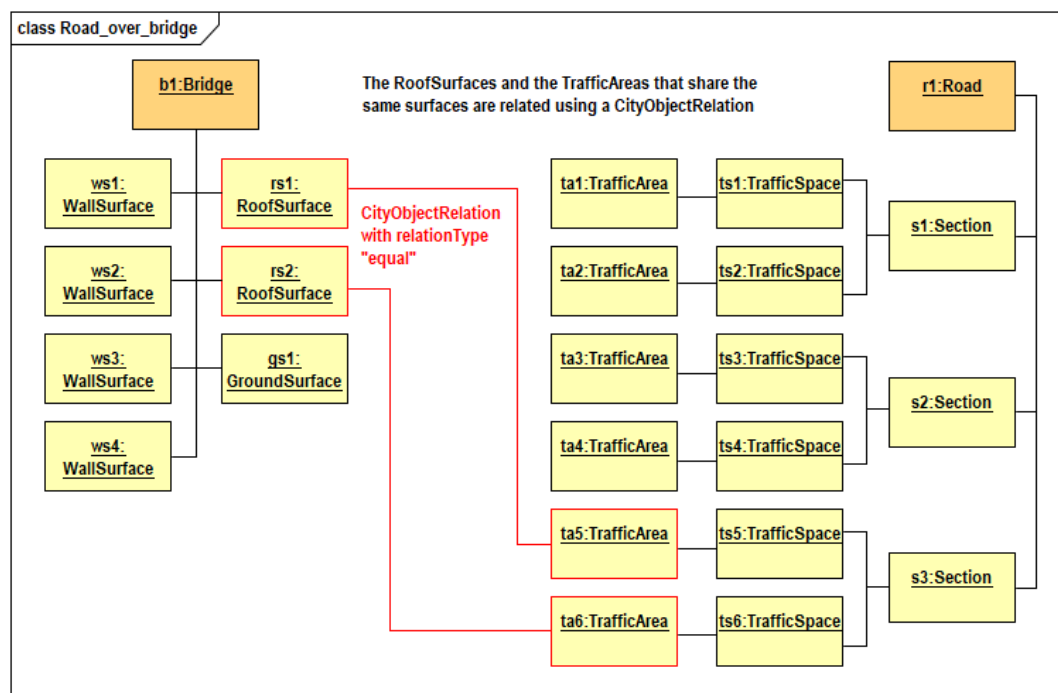 class Road_over_bridge
b1:Bridge
The RoofSurfaces and the TrafficAreas that share the
same surfaces are related using a CityObjectRelation
r1:Road
ws1:
WallSurface
rs1:
RoofSurface
CityObjectRelation
with relationType
"equal"
ta1:TrafficArea
ts1:TrafficSpace
s1:Section
ws2:
WallSurface
rs2:
RoofSurface
ta2:TrafficArea
ts2:TrafficSpace
ws3:
WallSurface
gs1:
GroundSurface
ta3:TrafficArea
ts3:TrafficSpace
s2:Section
ws4:
WallSurface
ta4:TrafficArea
ts4:TrafficSpace
ta5:TrafficArea
ts5:TrafficSpace
s3:Section
ta6:TrafficArea
ts6:TrafficSpace